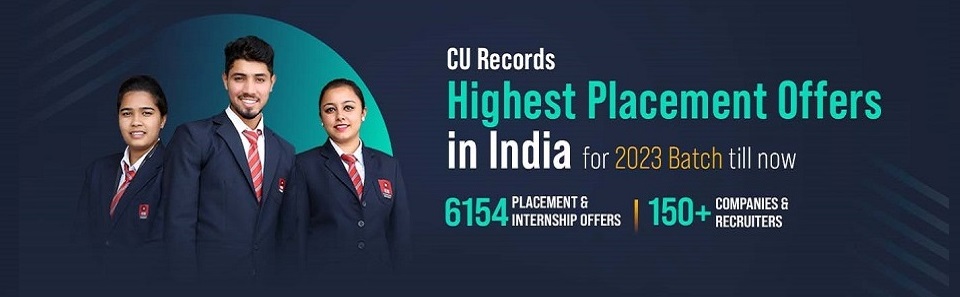 CU Records
Highest Placement Offers
in India for 2023 Batch till now
6154 PLACEMENT &
INTERNSHIP OFFERS
150+ COMPANIES &
RECRUITERS